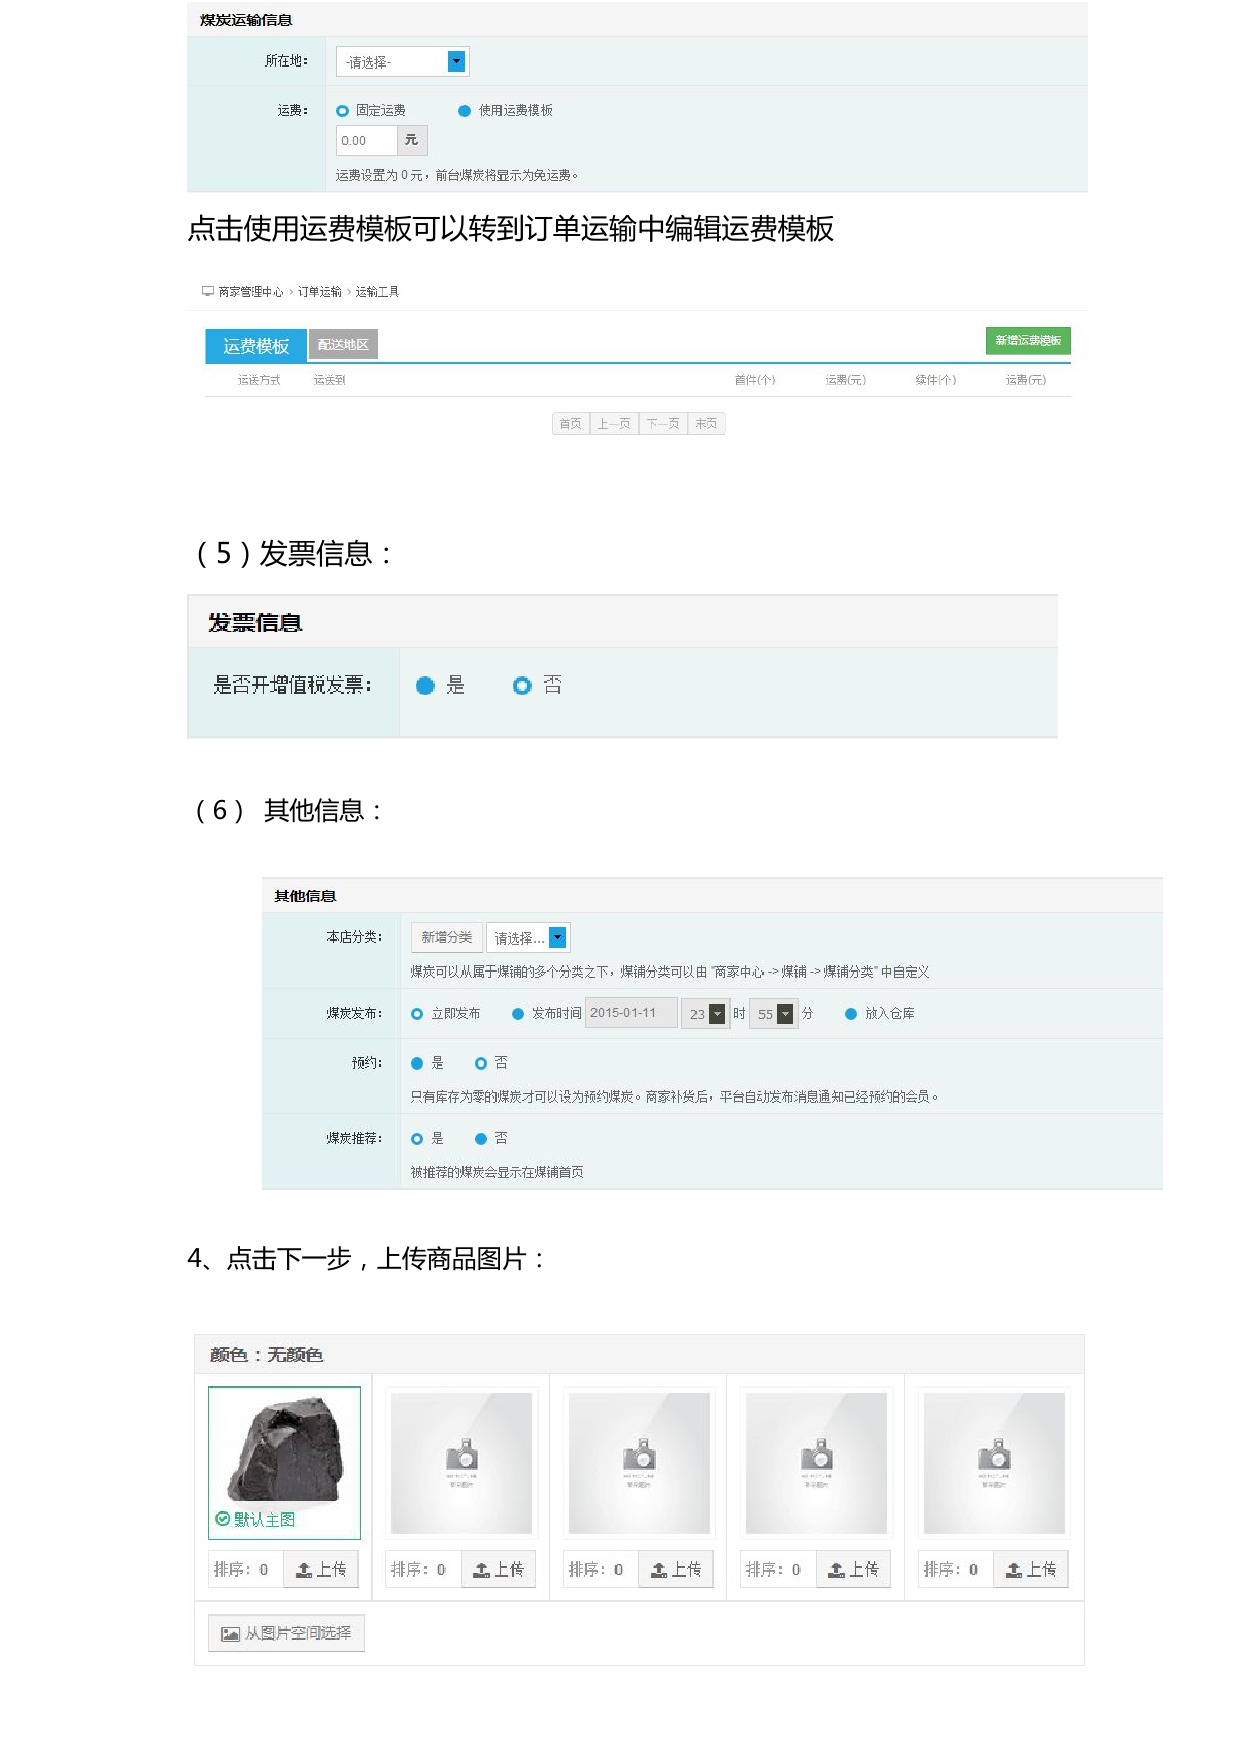 煤炭运输信息
所在地：
-请选择-
运费：
固定运费 使用运费模板
0.00 元
运费设置为 0 元，前台煤炭将显示为免运费。
点击使用运费模板可以转到订单运输中编辑运费模板
商家管理中心 › 订单运输 › 运输工具
运费模板 配送地区 新增运费模板
运送方式 运送到 首件(个) 运费(元) 续件(个) 运费(元)
首页 上一页 下一页 末页
（5）发票信息：
发票信息
是否开增值税发票： 是 否
（6） 其他信息：
其他信息
本店分类： 新增分类 请选择...
煤炭可以从属于煤铺的多个分类之下，煤铺分类可以由 "商家中心 -> 煤铺 -> 煤铺分类" 中自定义
煤炭发布： 立即发布 发布时间 2015-01-11 23 时 55 分 放入仓库
预约： 是 否
只有库存为零的煤炭才可以设为预约煤炭。商家补货后，平台自动发布消息通知已经预约的会员。
煤炭推荐： 是 否
被推荐的煤炭会显示在煤铺首页
4、点击下一步，上传商品图片：
颜色：无颜色
默认主图
排序：0 上传 排序：0 上传 排序：0 上传 排序：0 上传 排序：0 上传
从图片空间选择